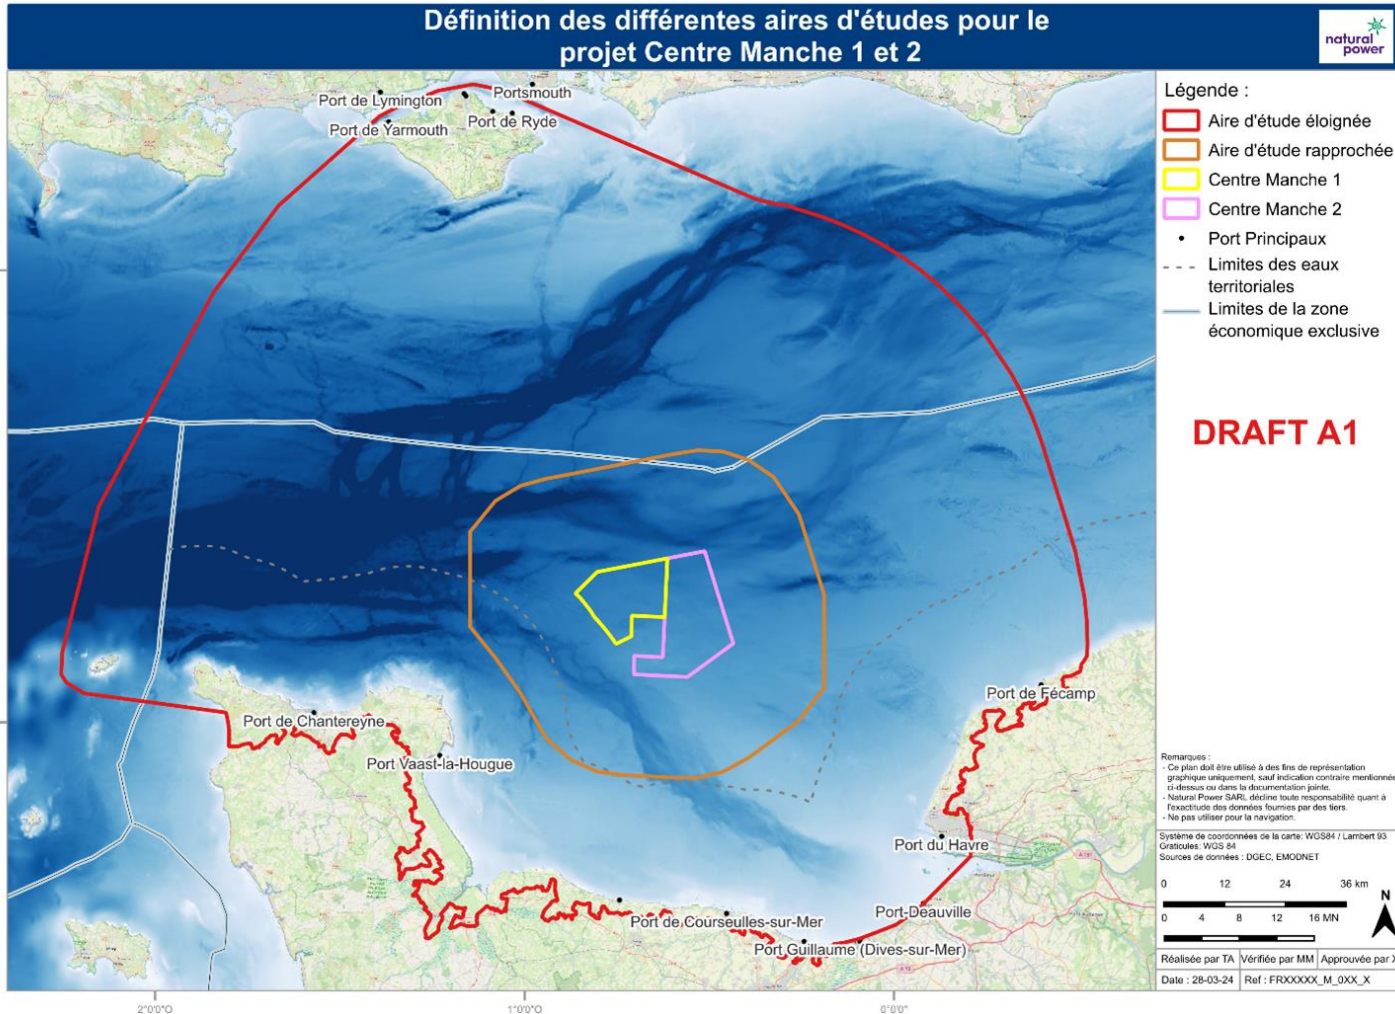 Définition des différentes aires d'études pour le
projet Centre Manche 1 et 2
natural
power
Port de Lymington
Portsmouth
Port de Yarmouth
Port de Ryde
Port de Chantereyne
Port Vaast-la-Hougue
Port de Fécamp
Port du Havre
Port-Deauville
Port de Courseulles-sur-Mer
Port Guillaume (Dives-sur-Mer)
2°0'0"O
1°0'0"O
0°0'0"
Légende :
Aire d'étude éloignée
Aire d'étude rapprochée
Centre Manche 1
Centre Manche 2
Port Principaux
Limites des eaux
territoriales
Limites de la zone
économique exclusive
DRAFT A1
Remarques :
- Ce plan doit être utilisé à des fins de représentation
graphique uniquement, sauf indication contraire mentionnée
ci-dessus ou dans la documentation jointe.
- Natural Power SARL décline toute responsabilité quant à
l'exactitude des données fournies par des tiers.
- Ne pas utiliser pour la navigation.
Système de coordonnées de la carte: WGS84 / Lambert 93
Graticules: WGS 84
Sources de données : DGEC, EMODNET
0 12 24 36 km
0 4 8 12 16 MN
N
Réalisée par TA Vérifiée par MM Approuvée par X
Date : 28-03-24 Ref : FRXXXXX_M_0XX_X